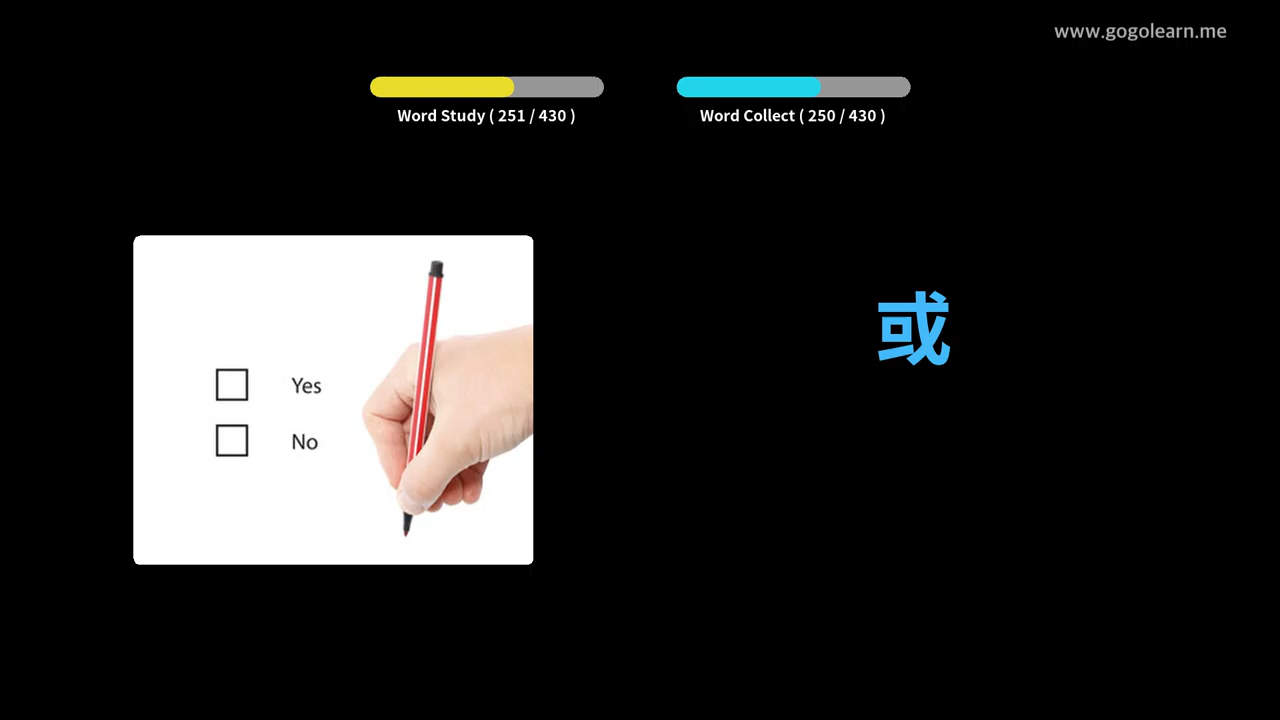 www.gogolearn.me
Word Study ( 251 / 430 )
Word Collect ( 250 / 430 )
Yes
No
或